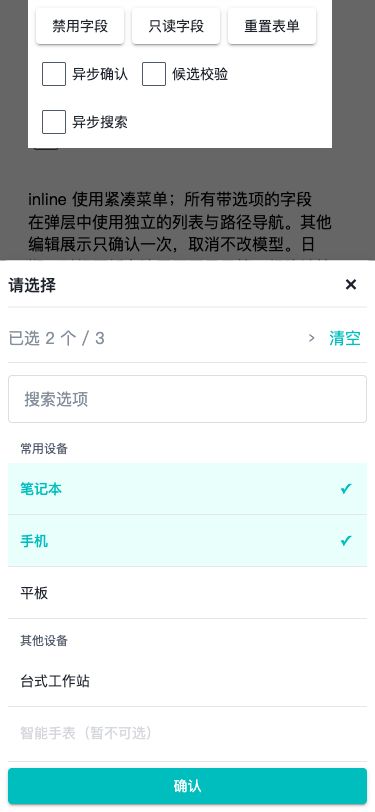 禁用字段 只读字段 重置表单
异步确认 候选校验
异步搜索
inline 使用紧凑菜单；所有带选项的字段
在弹层中使用独立的列表与路径导航。其他
编辑展示只确认一次，取消不改模型。日
请选择 ×
已选 2 个 / 3 > 清空
搜索选项
常用设备
笔记本 ✓
手机 ✓
平板
其他设备
台式工作站
智能手表（暂不可选）
确认